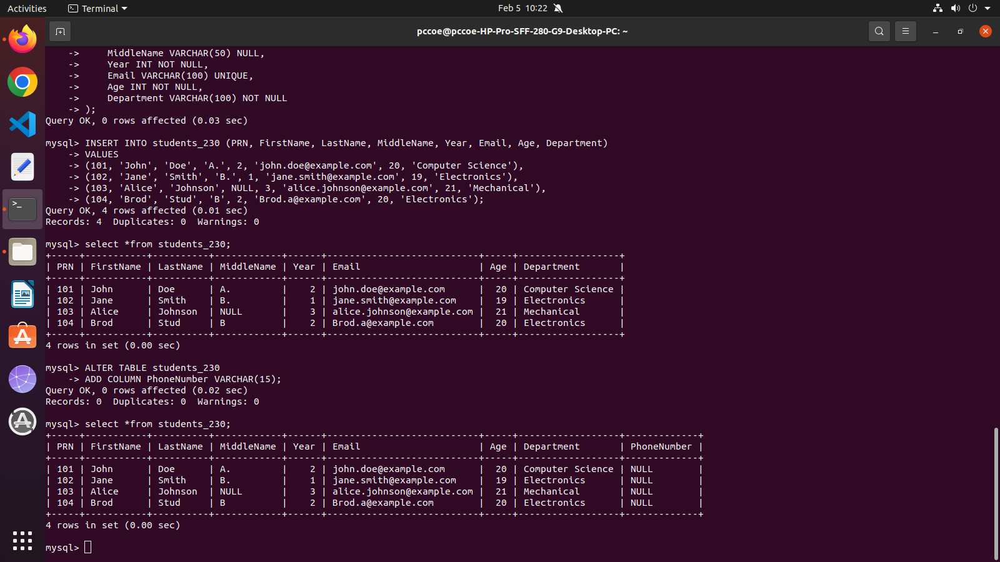 Activities Terminal Feb 5 10:22
pccoe@pccoe-HP-Pro-SFF-280-G9-Desktop-PC: ~
    ->     MiddleName VARCHAR(50) NULL,
    ->     Year INT NOT NULL,
    ->     Email VARCHAR(100) UNIQUE,
    ->     Age INT NOT NULL,
    ->     Department VARCHAR(100) NOT NULL
    -> );
Query OK, 0 rows affected (0.03 sec)

mysql> INSERT INTO students_230 (PRN, FirstName, LastName, MiddleName, Year, Email, Age, Department)
    -> VALUES
    -> (101, 'John', 'Doe', 'A.', 2, 'john.doe@example.com', 20, 'Computer Science'),
    -> (102, 'Jane', 'Smith', 'B.', 1, 'jane.smith@example.com', 19, 'Electronics'),
    -> (103, 'Alice', 'Johnson', NULL, 3, 'alice.johnson@example.com', 21, 'Mechanical'),
    -> (104, 'Brod', 'Stud', 'B', 2, 'Brod.a@example.com', 20, 'Electronics');
Query OK, 4 rows affected (0.01 sec)
Records: 4  Duplicates: 0  Warnings: 0

mysql> select *from students_230;
+-----+-----------+----------+------------+------+---------------------------+-----+------------------+
| PRN | FirstName | LastName | MiddleName | Year | Email                     | Age | Department       |
+-----+-----------+----------+------------+------+---------------------------+-----+------------------+
| 101 | John      | Doe      | A.         |    2 | john.doe@example.com      |  20 | Computer Science |
| 102 | Jane      | Smith    | B.         |    1 | jane.smith@example.com    |  19 | Electronics      |
| 103 | Alice     | Johnson  | NULL       |    3 | alice.johnson@example.com |  21 | Mechanical       |
| 104 | Brod      | Stud     | B          |    2 | Brod.a@example.com        |  20 | Electronics      |
+-----+-----------+----------+------------+------+---------------------------+-----+------------------+
4 rows in set (0.00 sec)

mysql> ALTER TABLE students_230
    -> ADD COLUMN PhoneNumber VARCHAR(15);
Query OK, 0 rows affected (0.02 sec)
Records: 0  Duplicates: 0  Warnings: 0

mysql> select *from students_230;
+-----+-----------+----------+------------+------+---------------------------+-----+------------------+-------------+
| PRN | FirstName | LastName | MiddleName | Year | Email                     | Age | Department       | PhoneNumber |
+-----+-----------+----------+------------+------+---------------------------+-----+------------------+-------------+
| 101 | John      | Doe      | A.         |    2 | john.doe@example.com      |  20 | Computer Science | NULL        |
| 102 | Jane      | Smith    | B.         |    1 | jane.smith@example.com    |  19 | Electronics      | NULL        |
| 103 | Alice     | Johnson  | NULL       |    3 | alice.johnson@example.com |  21 | Mechanical       | NULL        |
| 104 | Brod      | Stud     | B          |    2 | Brod.a@example.com        |  20 | Electronics      | NULL        |
+-----+-----------+----------+------------+------+---------------------------+-----+------------------+-------------+
4 rows in set (0.00 sec)

mysql>